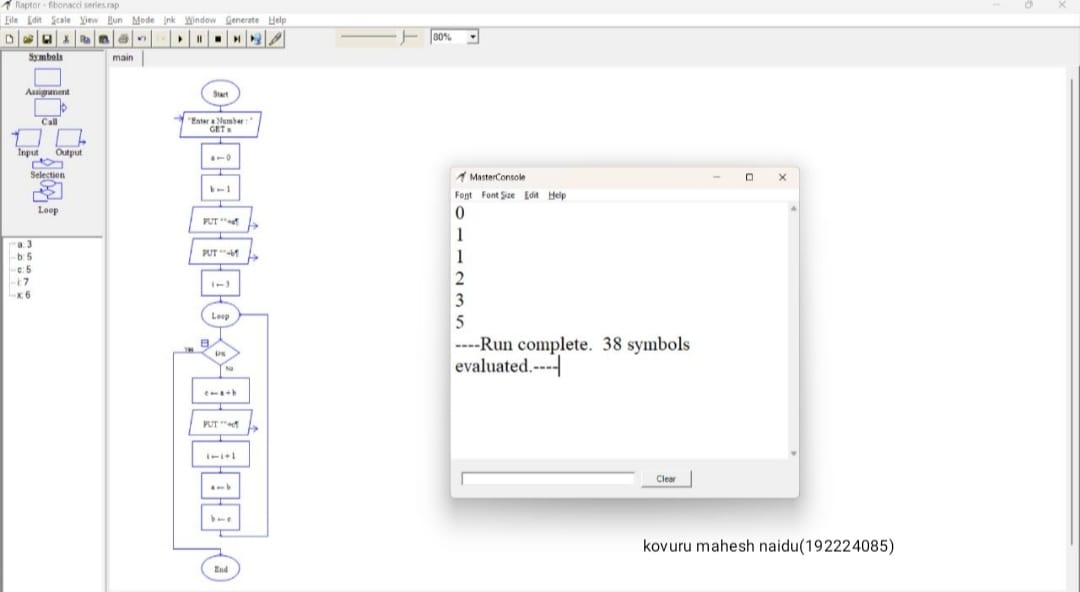 Raptor - fibonacci series.rap
File Edit Scale View Run Mode Ink Window Generate Help
80%
Symbols
Assignment
Call
Input Output
Selection
Loop
a: 3
b: 5
c: 5
i: 7
x: 6
main
Start
"Enter a Number : "
GET x
a←0
b←1
PUT ""+a¶
PUT ""+b¶
i←3
Loop
Yes
i>x
No
c←a+b
PUT ""+c¶
i←i+1
a←b
b←c
End
MasterConsole
Font Font Size Edit Help
0
1
1
2
3
5
----Run complete. 38 symbols
evaluated.----
Clear
kovuru mahesh naidu(192224085)